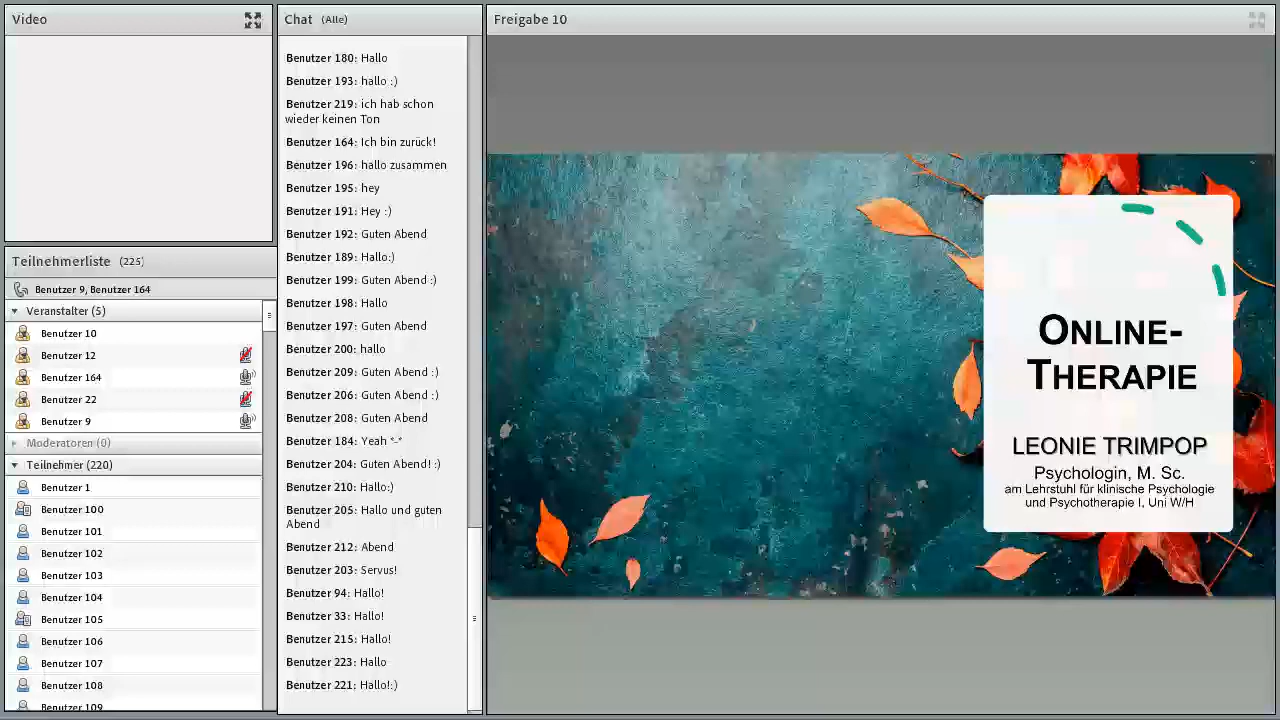 Video
Teilnehmerliste (225)
Benutzer 9, Benutzer 164
Veranstalter (5)
Benutzer 10
Benutzer 12
Benutzer 164
Benutzer 22
Benutzer 9
Moderatoren (0)
Teilnehmer (220)
Benutzer 1
Benutzer 100
Benutzer 101
Benutzer 102
Benutzer 103
Benutzer 104
Benutzer 105
Benutzer 106
Benutzer 107
Benutzer 108
Benutzer 109
Chat (Alle)
Benutzer 180: Hallo
Benutzer 193: hallo :)
Benutzer 219: ich hab schon
wieder keinen Ton
Benutzer 164: Ich bin zurück!
Benutzer 196: hallo zusammen
Benutzer 195: hey
Benutzer 191: Hey :)
Benutzer 192: Guten Abend
Benutzer 189: Hallo:)
Benutzer 199: Guten Abend :)
Benutzer 198: Hallo
Benutzer 197: Guten Abend
Benutzer 200: hallo
Benutzer 209: Guten Abend :)
Benutzer 206: Guten Abend :)
Benutzer 208: Guten Abend
Benutzer 184: Yeah *-*
Benutzer 204: Guten Abend! :)
Benutzer 210: Hallo:)
Benutzer 205: Hallo und guten
Abend
Benutzer 212: Abend
Benutzer 203: Servus!
Benutzer 94: Hallo!
Benutzer 33: Hallo!
Benutzer 215: Hallo!
Benutzer 223: Hallo
Benutzer 221: Hallo!:)
Freigabe 10
ONLINE-
THERAPIE
LEONIE TRIMPOP
Psychologin, M. Sc.
am Lehrstuhl für klinische Psychologie
und Psychotherapie I, Uni W/H